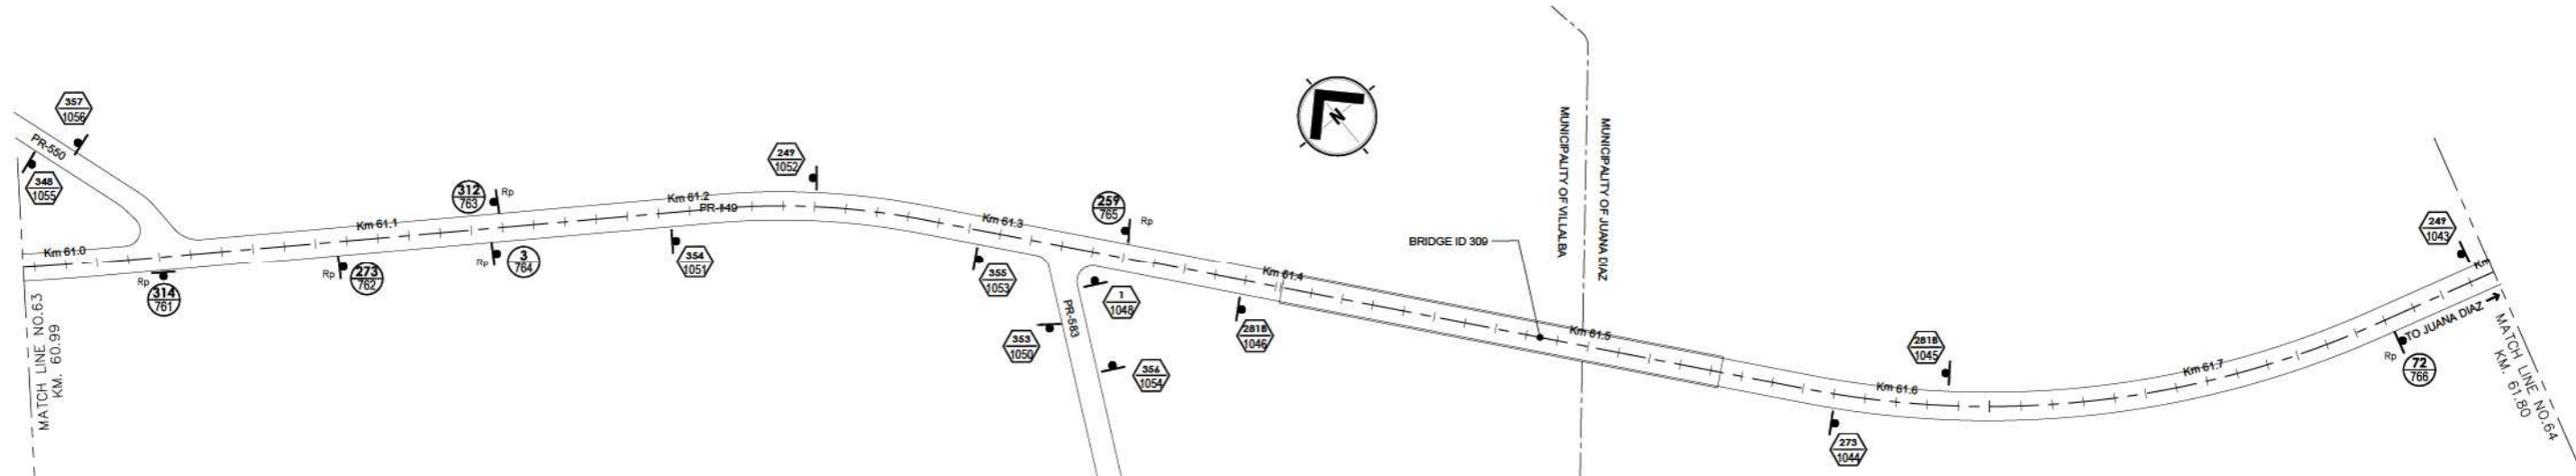 357
1056
PR-550
348
1055
Km 61.0
MATCH LINE NO.63
KM. 60.99
Rp
314
761
Km 61.1
Rp
273
762
312
763
Rp
Rp
3
764
Km 61.2
PR-149
354
1051
249
1052
Km 61.3
355
1053
259
765
Rp
1
1048
PR-583
353
1050
356
1054
N
Km 61.4
281B
1046
BRIDGE ID 309
MUNICIPALITY OF VILLALBA
MUNICIPALITY OF JUANA DIAZ
Km 61.5
Km 61.6
281B
1045
273
1044
Km 61.7
249
1043
Km
TO JUANA DIAZ
Rp
72
766
MATCH LINE NO.64
KM. 61.80